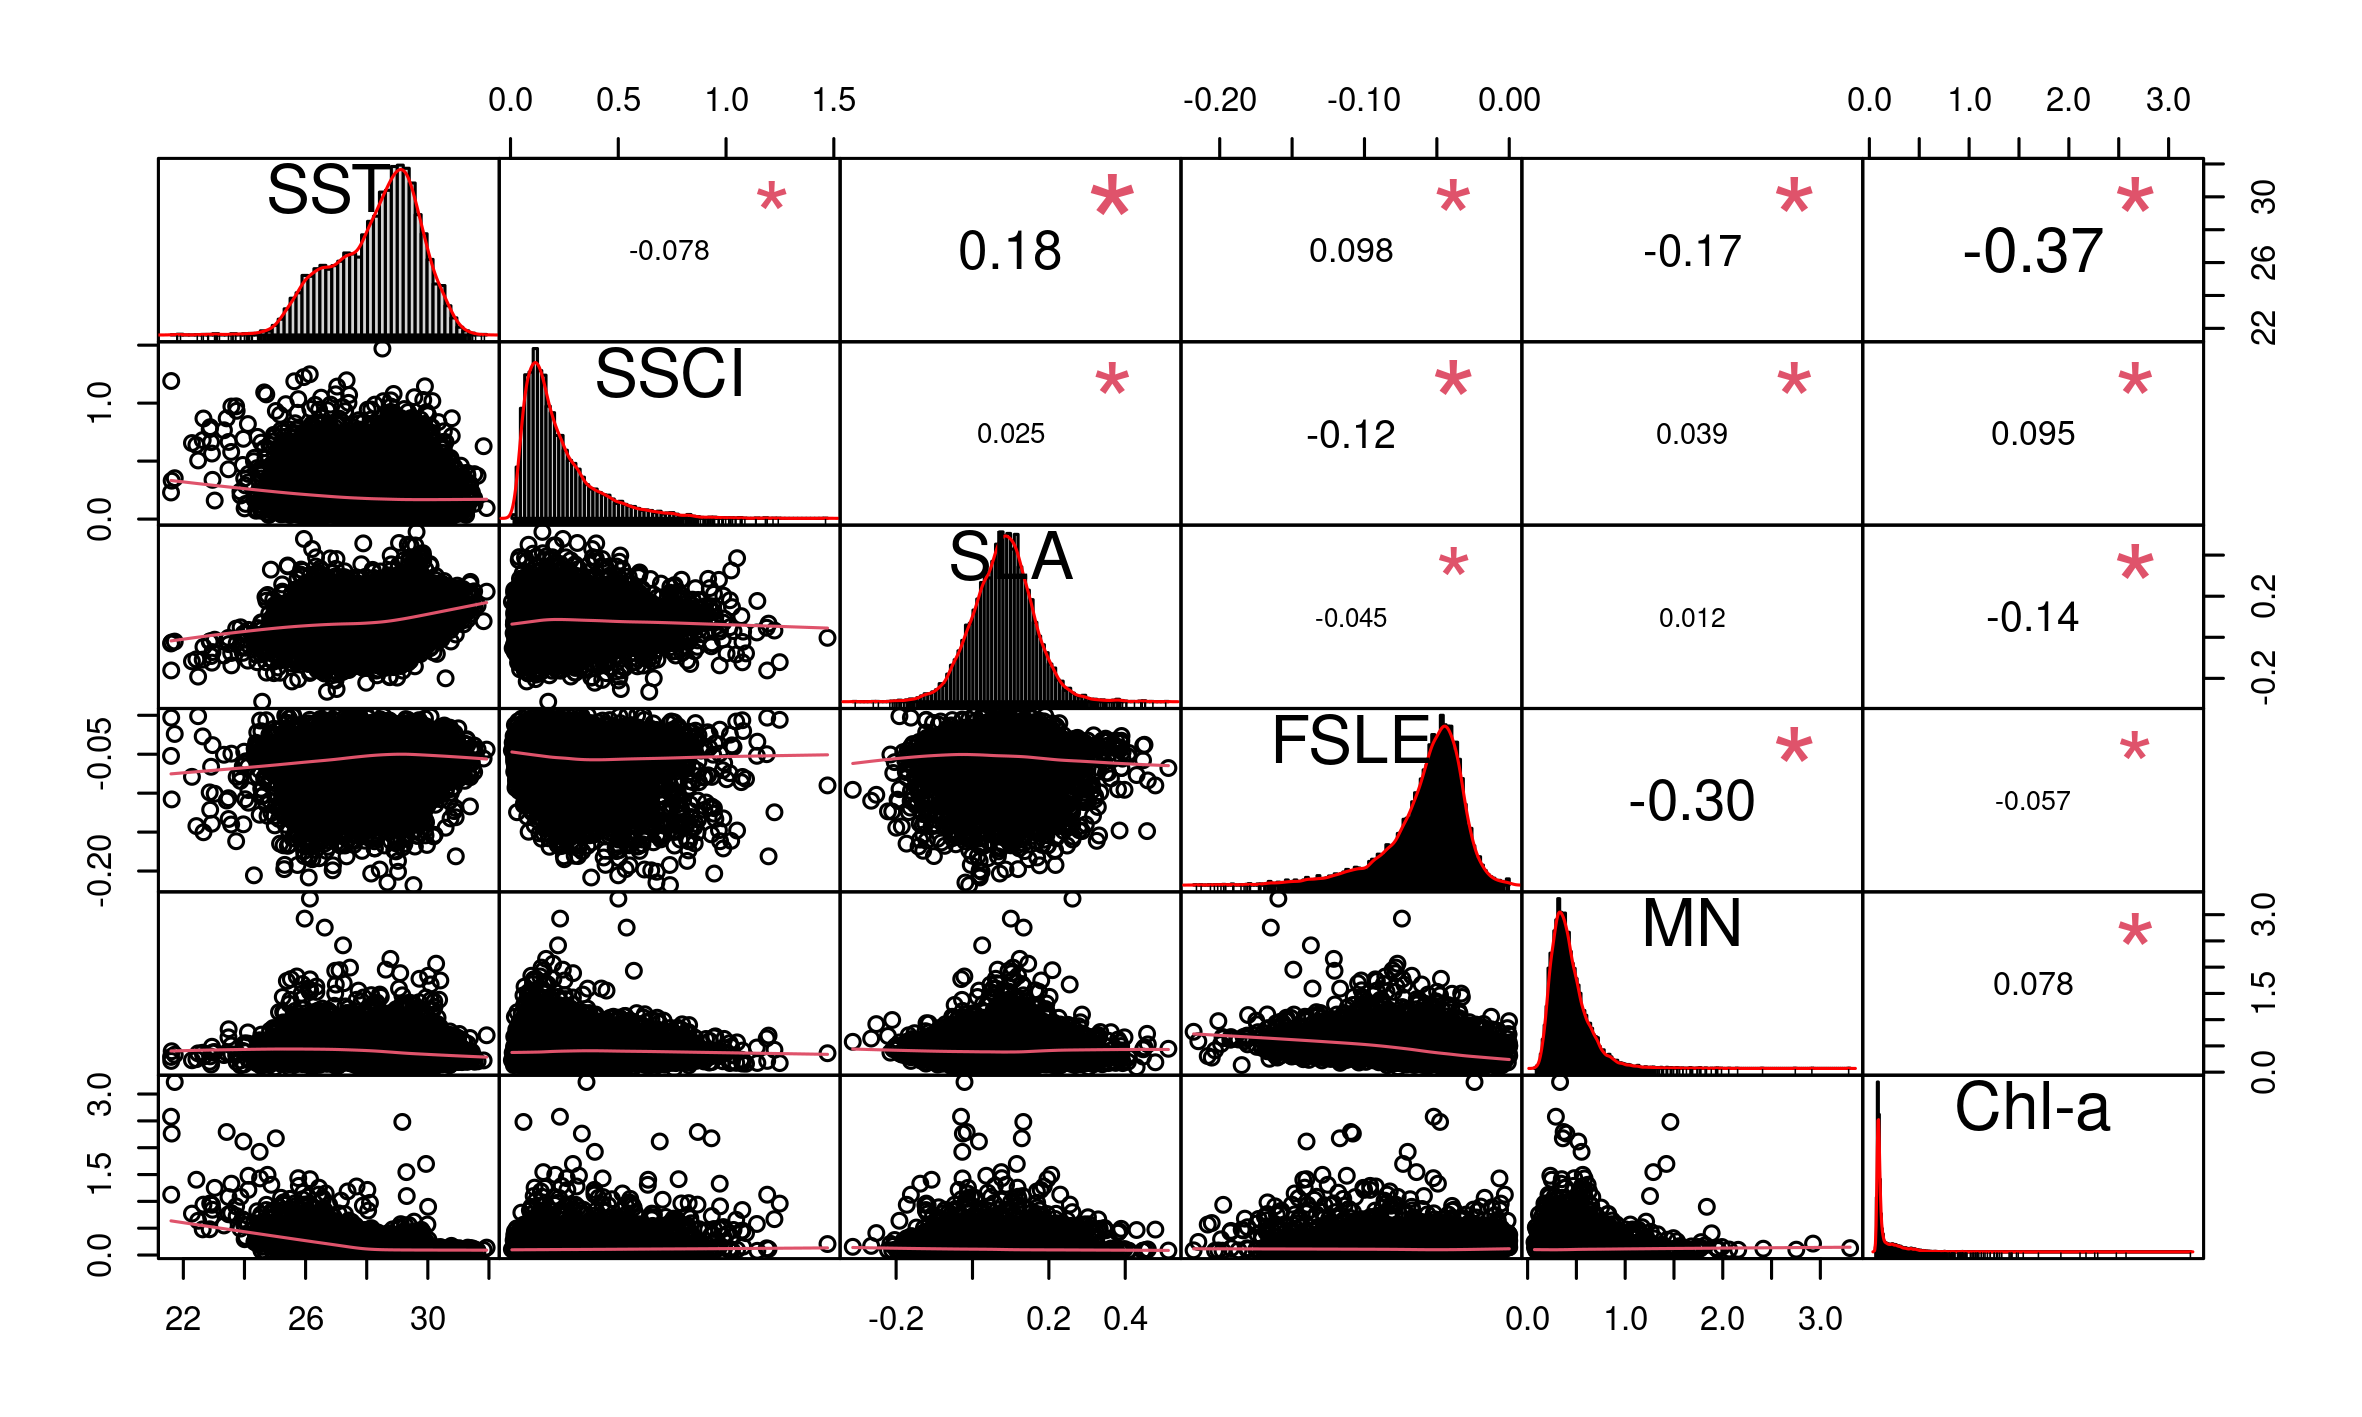 0.0 0.5 1.0 1.5 -0.20 -0.10 0.00 0.0 1.0 2.0 3.0
SST * * * * *
-0.078 0.18 0.098 -0.17 -0.37
22 26 30
SSCI * * * *
0.025 -0.12 0.039 0.095
0.0 1.0
SLA * *
-0.045 0.012 -0.14
-0.2 0.2
FSLE * *
-0.30 -0.057
-0.20 -0.05
MN *
0.078
0.0 1.5 3.0
Chl-a
0.0 1.5 3.0
22 26 30 -0.2 0.2 0.4 0.0 1.0 2.0 3.0